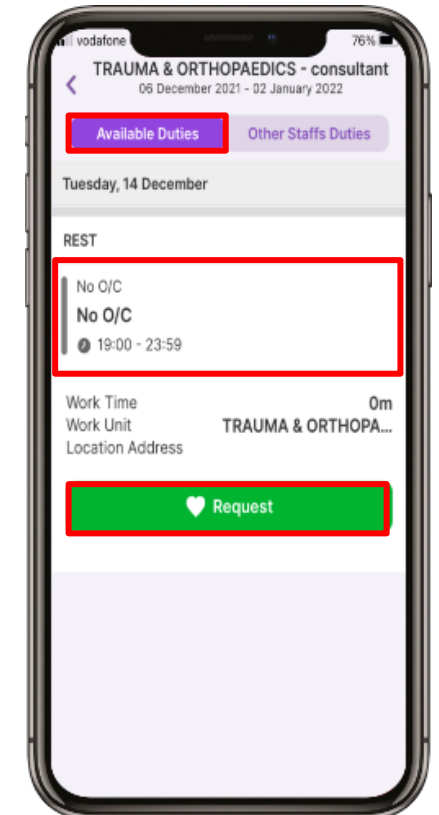 vodafone 76%
TRAUMA & ORTHOPAEDICS - consultant
06 December 2021 - 02 January 2022
Available Duties Other Staffs Duties
Tuesday, 14 December
REST
No O/C
No O/C
19:00 - 23:59
Work Time 0m
Work Unit TRAUMA & ORTHOPA...
Location Address
Request